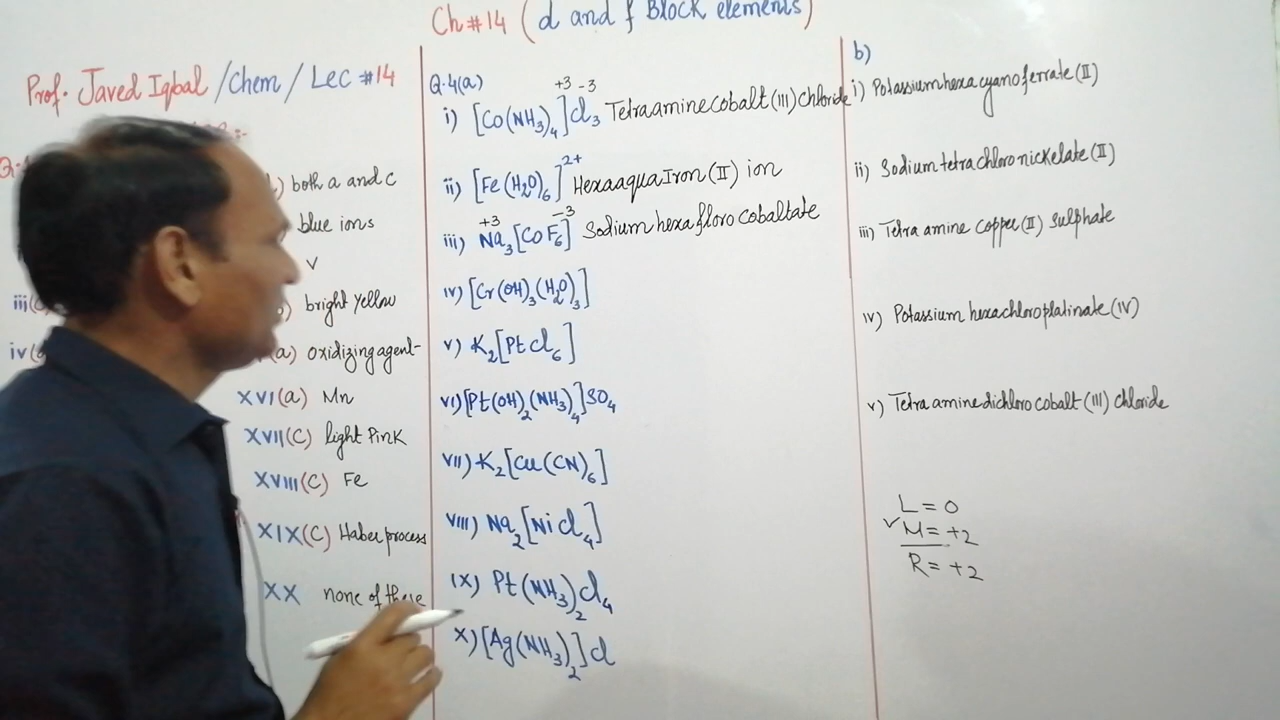 Ch#14 (d and f Block elements)
Prof. Javed Iqbal /Chem / Lec #14
both a and c
blue ions
V
iii(
bright Yellow
iv(
(a) oxidizing agent-
XVI(a) Mn
XVII(C) light Pink
XVIII(C) Fe
XIX(C) Haber process
XX none of these
Q.4(a)
+3 -3
i) [Co(NH3)4]Cl3 Tetraamine cobalt (III) chloride
ii) [Fe(H2O)6]2+ Hexaaqua Iron (II) ion
+3 -3
iii) Na3[CoF6] Sodium hexa floro cobaltate
iv) [Cr(OH)3(H2O)3]
v) K2[PtCl6]
vi) [Pt(OH)2(NH3)4]SO4
vii) K2[Cu(CN)6]
viii) Na2[NiCl4]
ix) Pt(NH3)2Cl4
x) [Ag(NH3)2]Cl
b)
i) Potassium hexa cyano ferrate (II)
ii) Sodium tetra chloro nickelate (II)
iii) Tetra amine copper (II) Sulphate
iv) Potassium hexachloroplatinate (IV)
v) Tetra amine dichloro cobalt (III) chloride
L = 0
✓ M = +2
R = +2